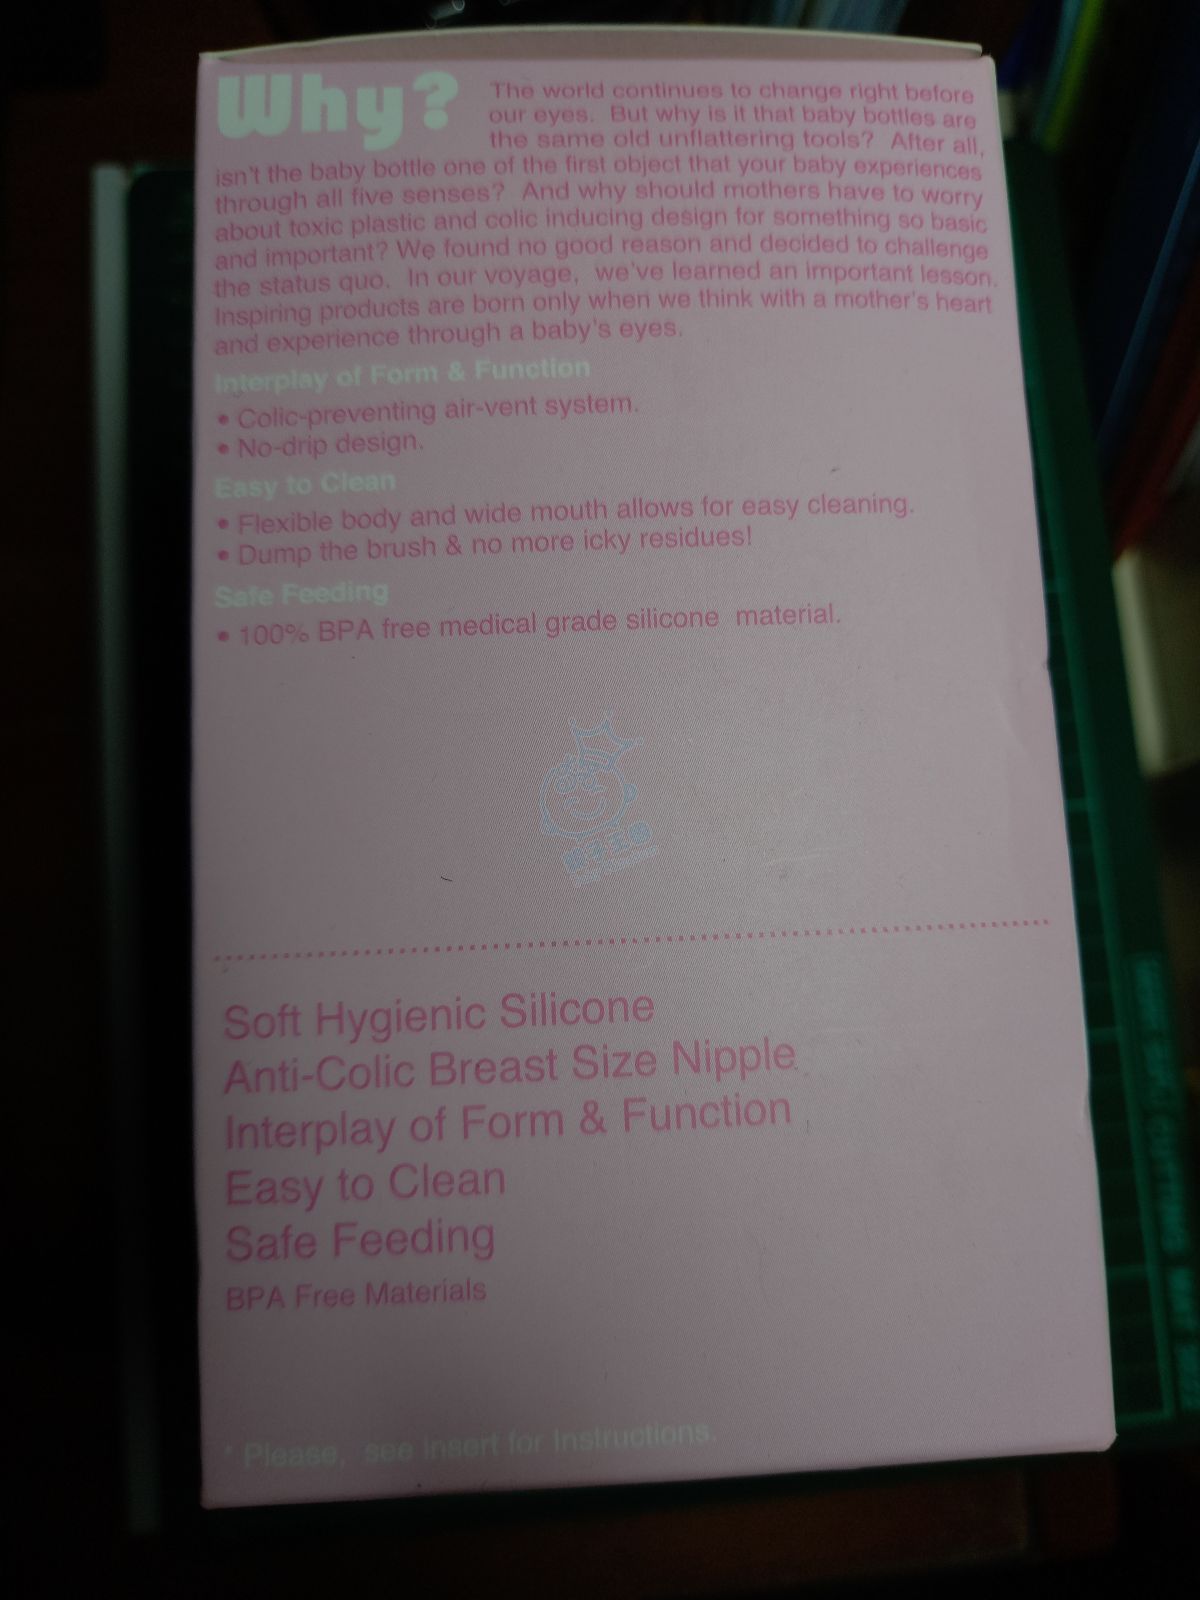 Why?
The world continues to change right before
our eyes. But why is it that baby bottles are
the same old unflattering tools? After all,
isn't the baby bottle one of the first object that your baby experiences
through all five senses? And why should mothers have to worry
about toxic plastic and colic inducing design for something so basic
and important? We found no good reason and decided to challenge
the status quo. In our voyage, we've learned an important lesson.
Inspiring products are born only when we think with a mother's heart
and experience through a baby's eyes.
Interplay of Form & Function
• Colic-preventing air-vent system.
• No-drip design.
Easy to Clean
• Flexible body and wide mouth allows for easy cleaning.
• Dump the brush & no more icky residues!
Safe Feeding
• 100% BPA free medical grade silicone material.
Soft Hygienic Silicone
Anti-Colic Breast Size Nipple
Interplay of Form & Function
Easy to Clean
Safe Feeding
BPA Free Materials
* Please, see Insert for Instructions.